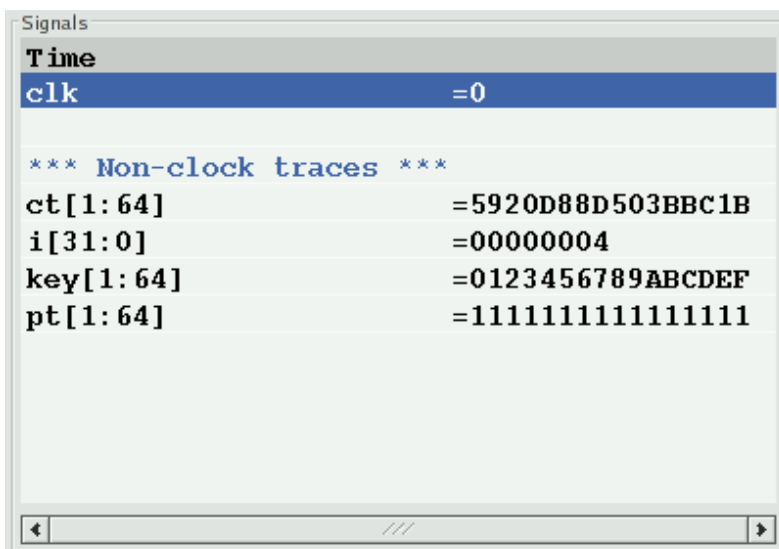 Signals
Time
clk =0
*** Non-clock traces ***
ct[1:64] =5920D88D503BBC1B
i[31:0] =00000004
key[1:64] =0123456789ABCDEF
pt[1:64] =1111111111111111